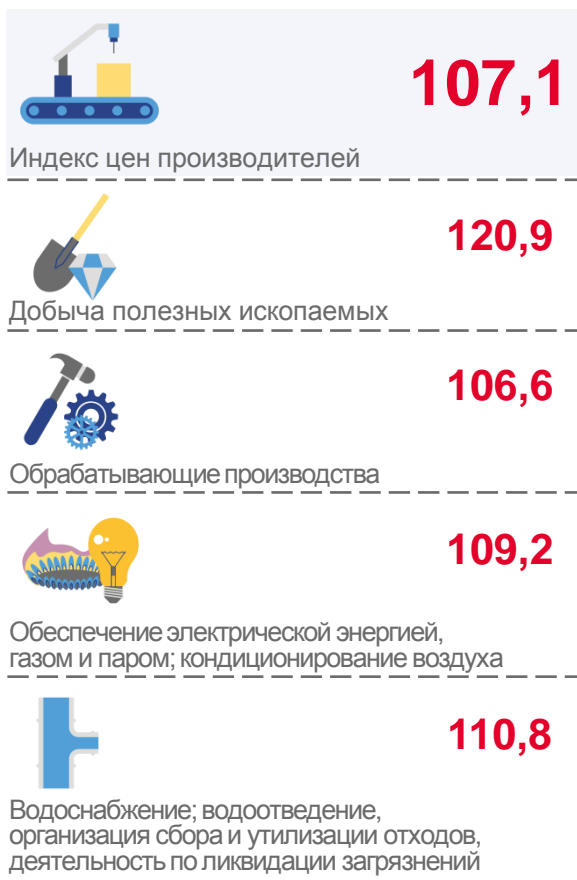 107,1
Индекс цен производителей
120,9
Добыча полезных ископаемых
106,6
Обрабатывающие производства
109,2
Обеспечение электрической энергией,
газом и паром; кондиционирование воздуха
110,8
Водоснабжение; водоотведение,
организация сбора и утилизации отходов,
деятельность по ликвидации загрязнений